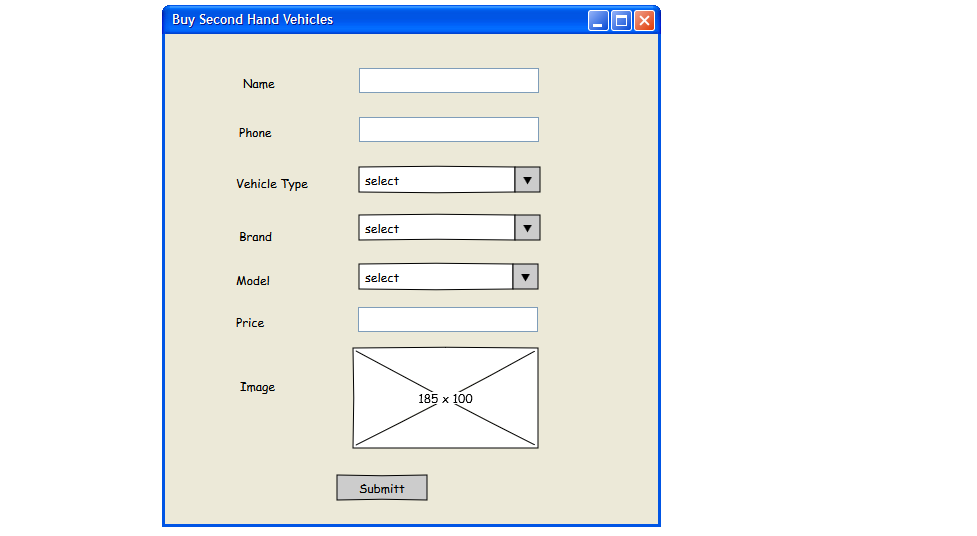 Buy Second Hand Vehicles
Name
Phone
Vehicle Type
select
Brand
select
Model
select
Price
Image
185 x 100
Submitt